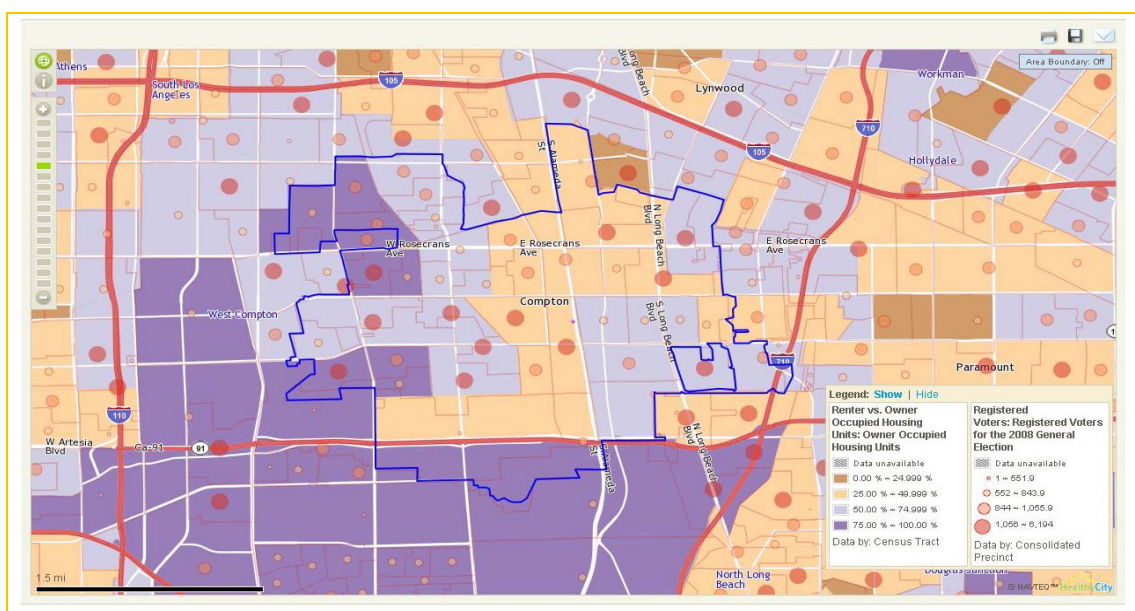 Area Boundary: Off
Athens
105
Lynwood
Workman
South Los
Angeles
N Long Beach
Blvd
710
105
Hollydale
S Alameda
St
N Long Beach
Blvd
W Rosecrans
Ave
E Rosecrans
Ave
E Rosecrans
Ave
West Compton
Compton
S Long Beach
Blvd
710
Paramount
110
W Artesia
Blvd
Ca-91
91
S Alameda
St
N Long Beach
Blvd
North Long
Beach
1.5 mi
Legend: Show | Hide
Renter vs. Owner
Occupied Housing
Units: Owner Occupied
Housing Units
Data unavailable
0.00 % ~ 24.999 %
25.00 % ~ 49.999 %
50.00 % ~ 74.999 %
75.00 % ~ 100.00 %
Data by: Census Tract
Registered
Voters: Registered Voters
for the 2008 General
Election
Data unavailable
1 ~ 551.9
552 ~ 843.9
844 ~ 1,055.9
1,056 ~ 6,194
Data by: Consolidated
Precinct
© NAVTEQ™ HealthyCity